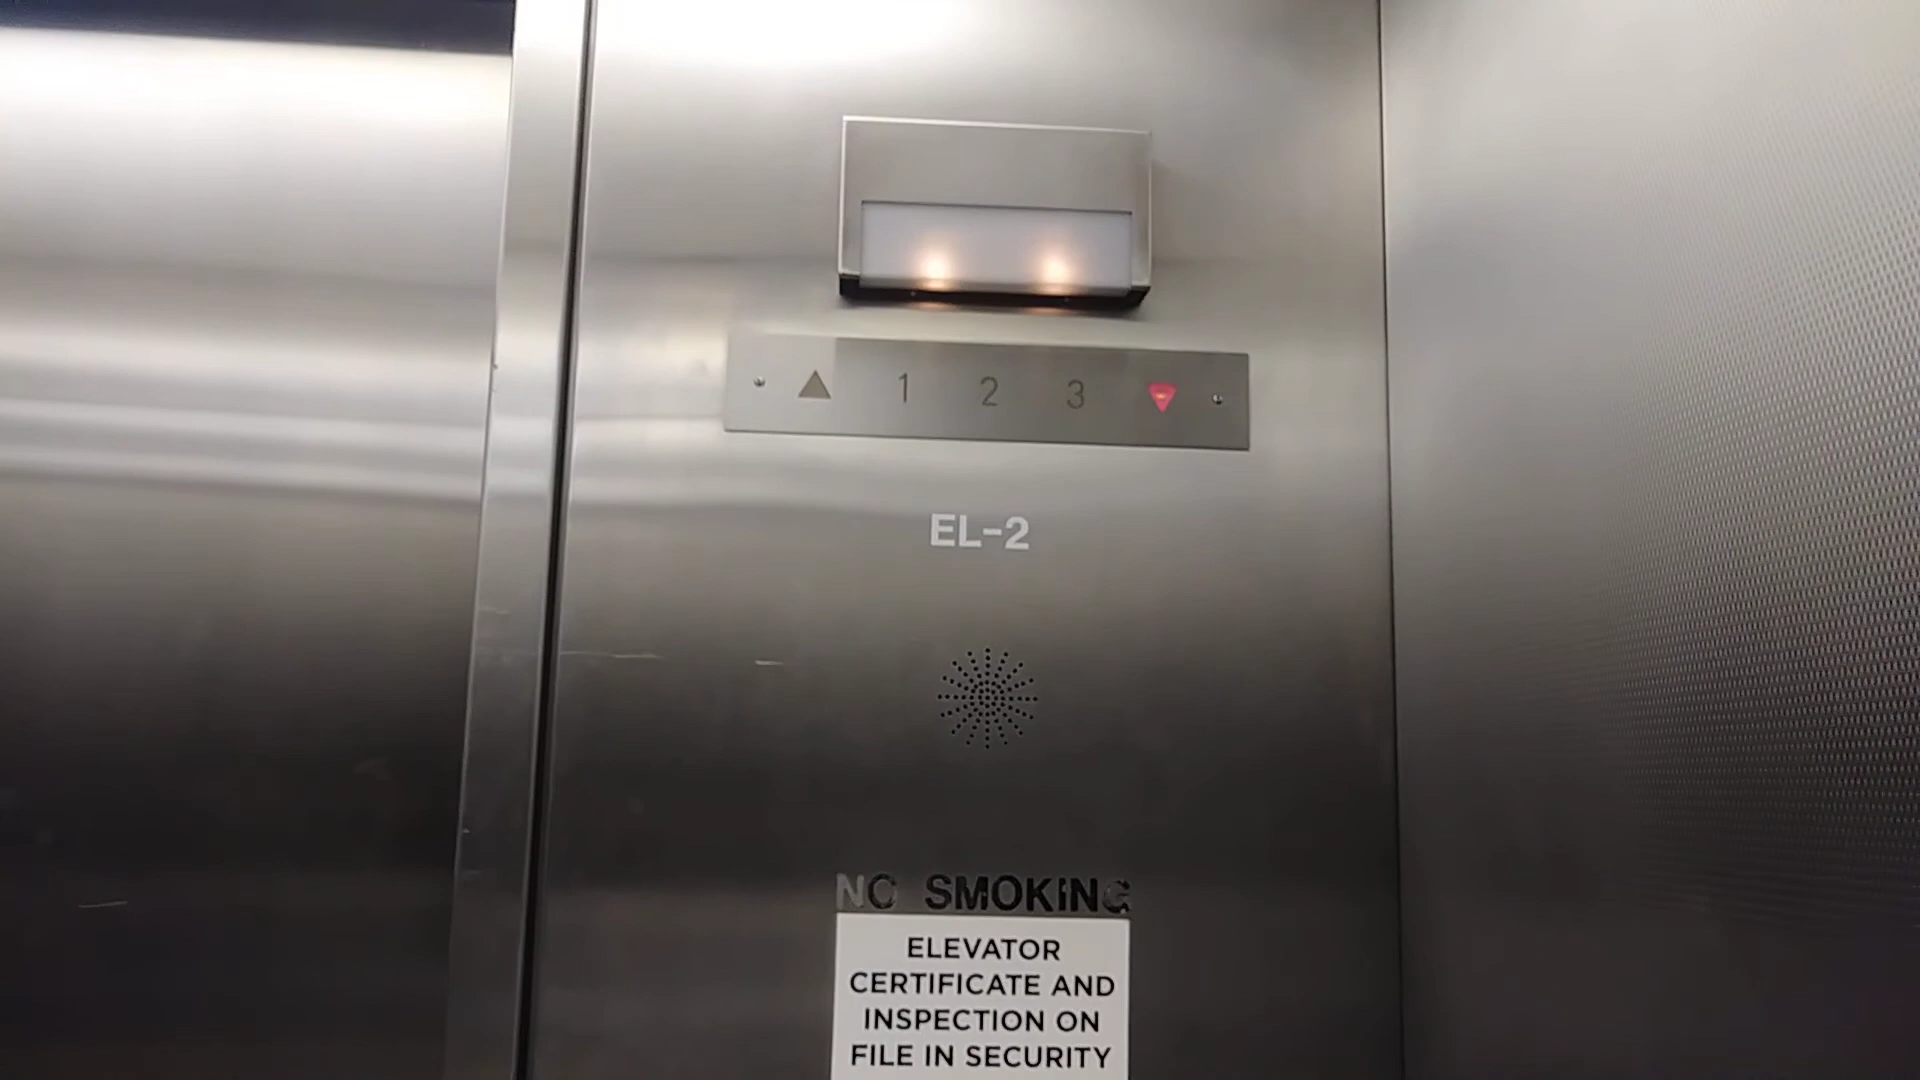 1 2 3
EL-2
NO SMOKING
ELEVATOR
CERTIFICATE AND
INSPECTION ON
FILE IN SECURITY